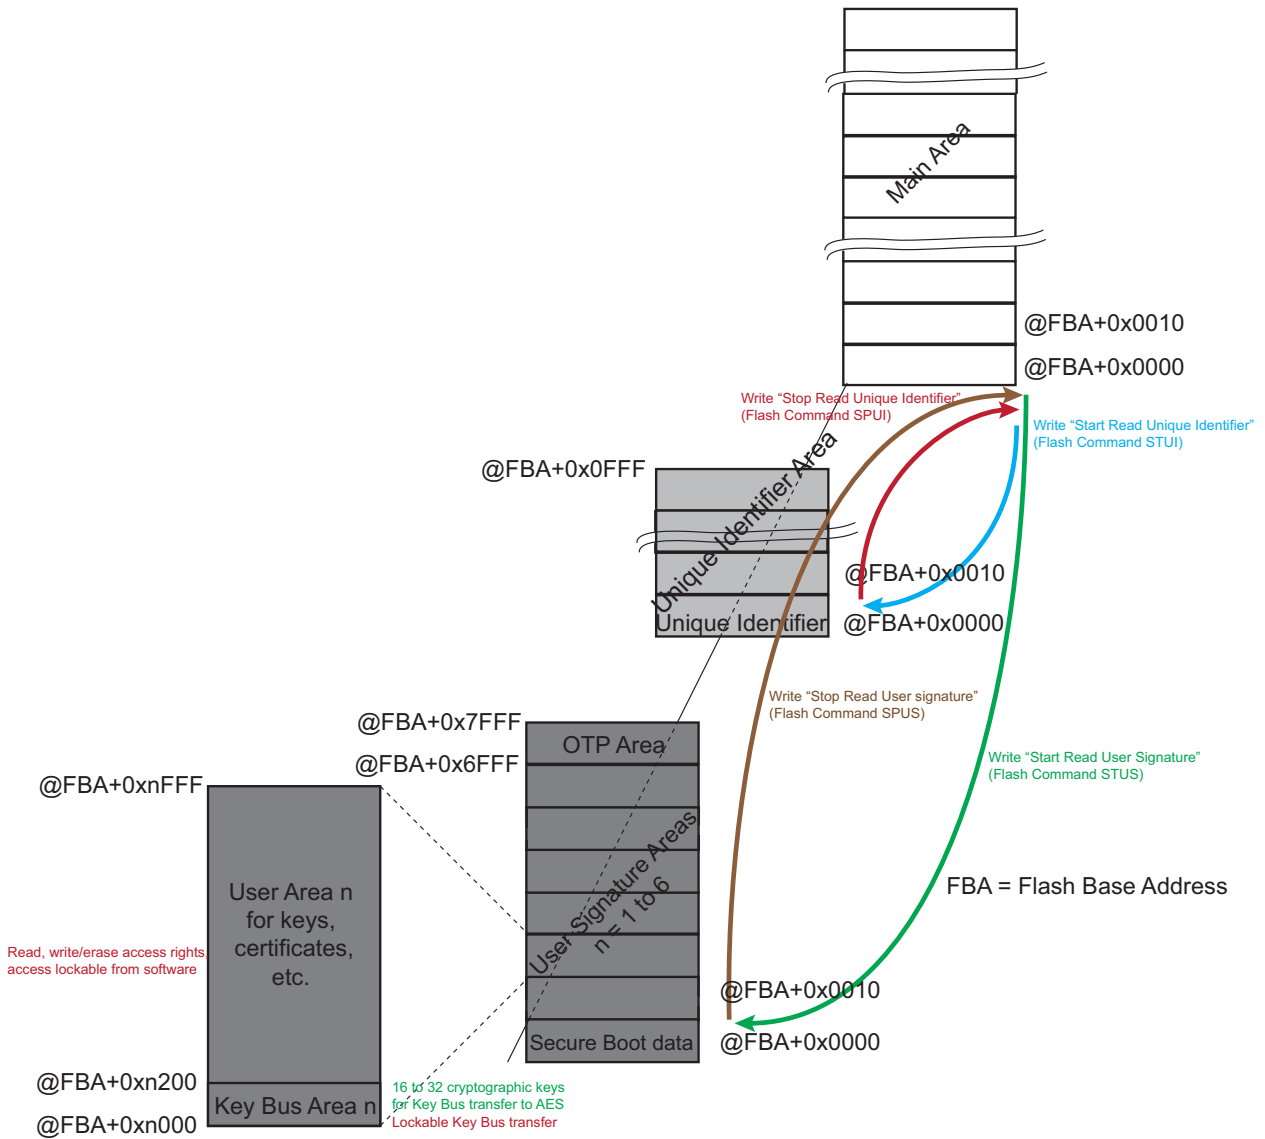 Main Area
@FBA+0x0010
@FBA+0x0000
Write “Stop Read Unique Identifier”
(Flash Command SPUI)
Write “Start Read Unique Identifier”
(Flash Command STUI)
@FBA+0x0FFF
Unique Identifier Area
@FBA+0x0010
Unique Identifier
@FBA+0x0000
Write “Stop Read User signature”
(Flash Command SPUS)
@FBA+0x7FFF
OTP Area
@FBA+0x6FFF
Write “Start Read User Signature”
(Flash Command STUS)
@FBA+0xnFFF
User Signature Areas
n = 1 to 6
FBA = Flash Base Address
User Area n
for keys,
certificates,
etc.
Read, write/erase access rights,
access lockable from software
@FBA+0x0010
Secure Boot data
@FBA+0x0000
@FBA+0xn200
Key Bus Area n
@FBA+0xn000
16 to 32 cryptographic keys
for Key Bus transfer to AES
Lockable Key Bus transfer